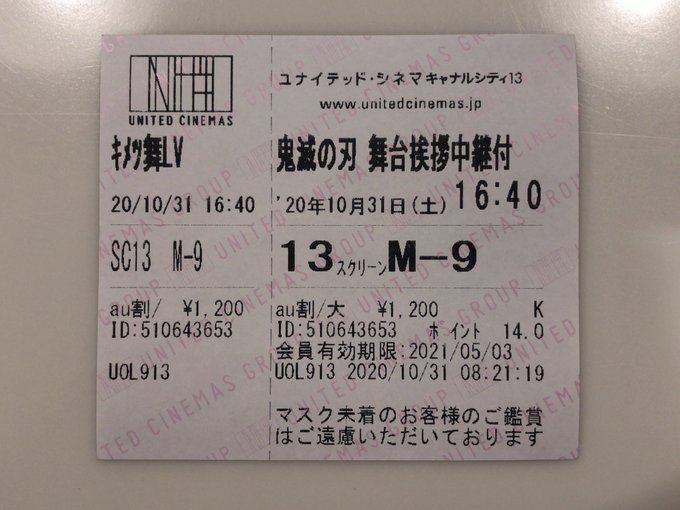 UNITED CINEMAS
ｷﾒﾂ舞LV
20/10/31 16:40
SC13 M-9
au割/ ¥1,200
ID:510643653
UOL913
ユナイテッド・シネマキャナルシティ13
www.unitedcinemas.jp
鬼滅の刃 舞台挨拶中継付
'20年10月31日(土) 16:40
13スクリーン M-9
au割/大 ¥1,200 K
ID:510643653 ﾎﾟｲﾝﾄ 14.0
会員有効期限:2021/05/03
UOL913 2020/10/31 08:21:19
マスク未着のお客様のご鑑賞
はご遠慮いただいております
UNITED CINEMAS GROUP